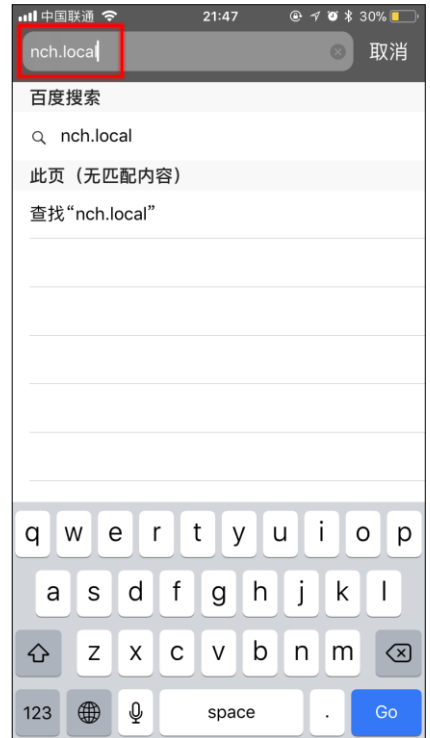 中国联通 21:47 30%
nch.local 取消
百度搜索
nch.local
此页（无匹配内容）
查找“nch.local”
q w e r t y u i o p
a s d f g h j k l
z x c v b n m
123 space . Go